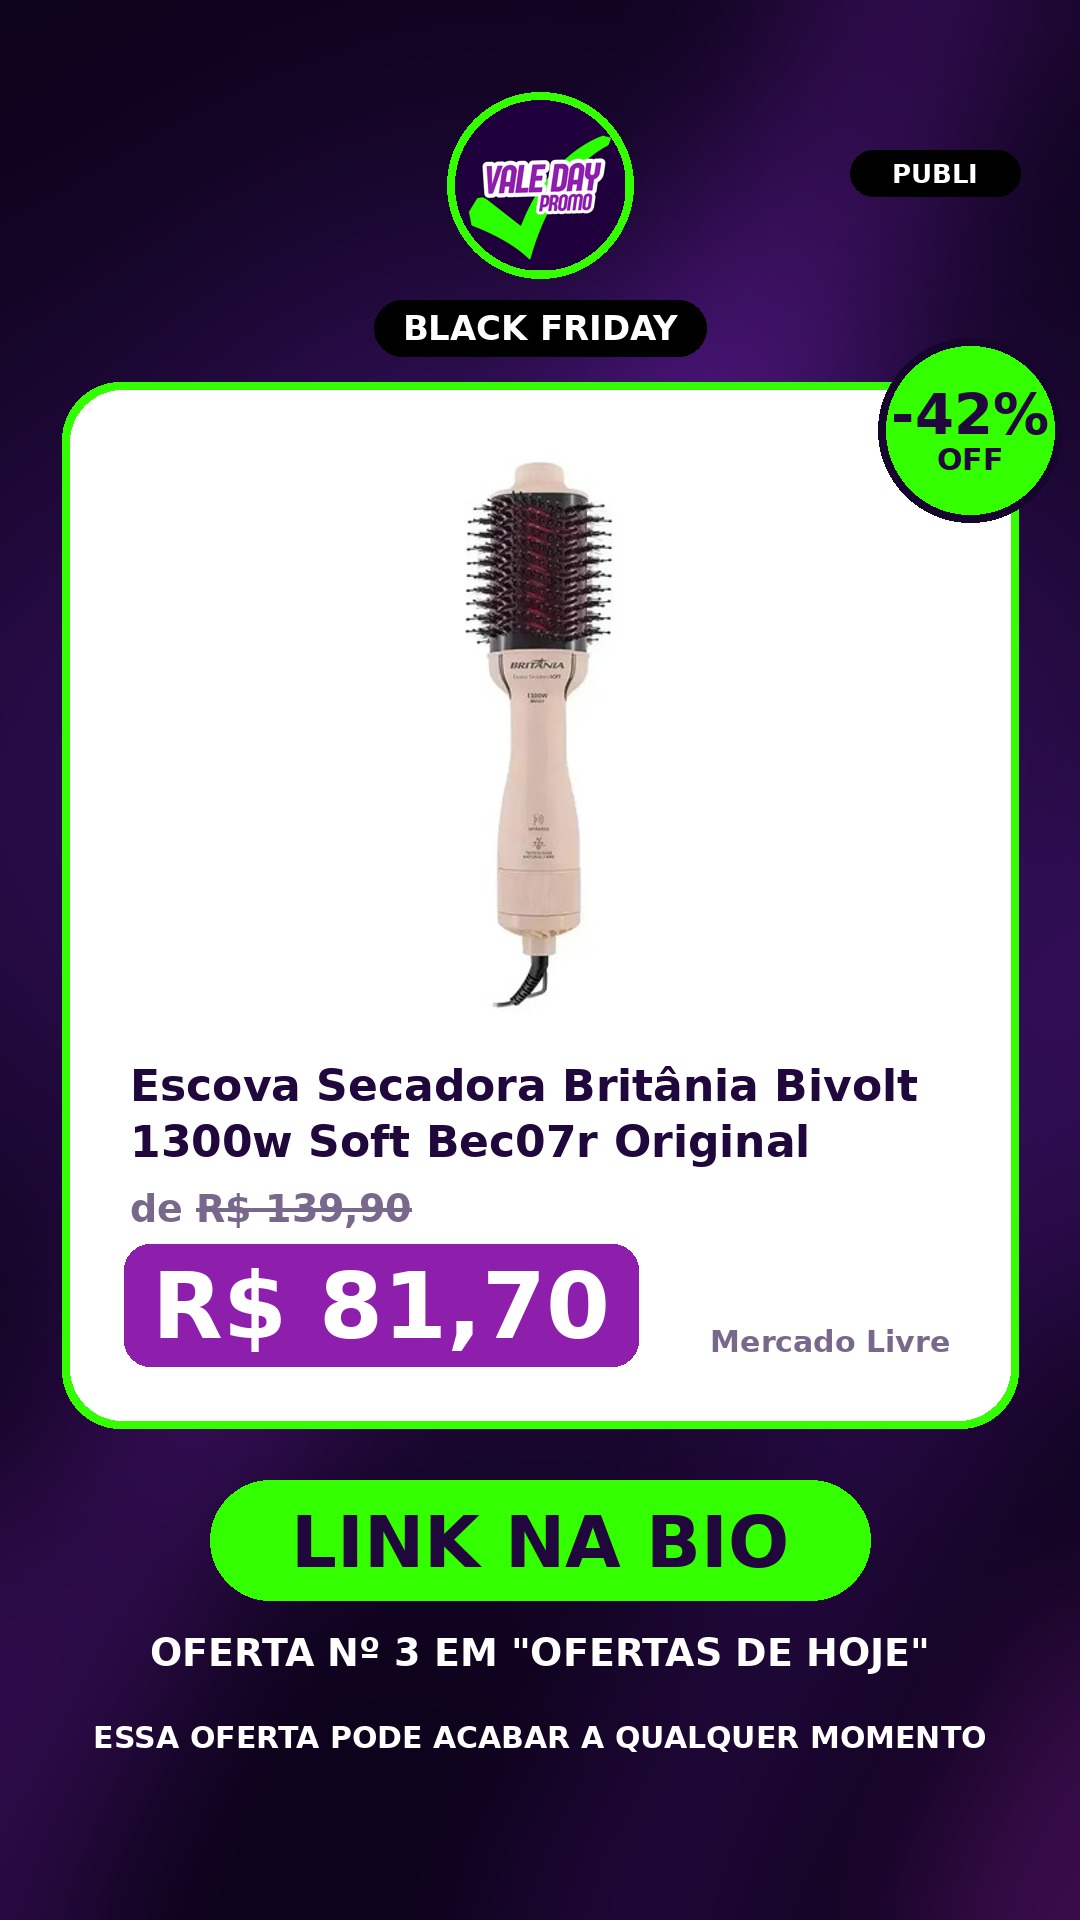 VALE DAY
PROMO
PUBLI
BLACK FRIDAY
-42%
OFF
BRITÂNIA
1300W
BIVOLT
Escova Secadora Britânia Bivolt
1300w Soft Bec07r Original
de R$ 139,90
R$ 81,70
Mercado Livre
LINK NA BIO
OFERTA Nº 3 EM "OFERTAS DE HOJE"
ESSA OFERTA PODE ACABAR A QUALQUER MOMENTO